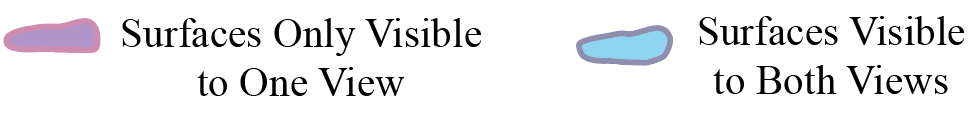 Surfaces Only Visible
to One View
Surfaces Visible
to Both Views